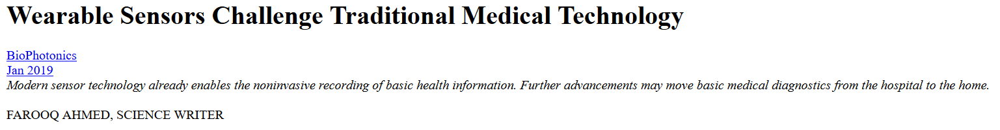 Wearable Sensors Challenge Traditional Medical Technology
BioPhotonics
Jan 2019
Modern sensor technology already enables the noninvasive recording of basic health information. Further advancements may move basic medical diagnostics from the hospital to the home.
FAROOQ AHMED, SCIENCE WRITER